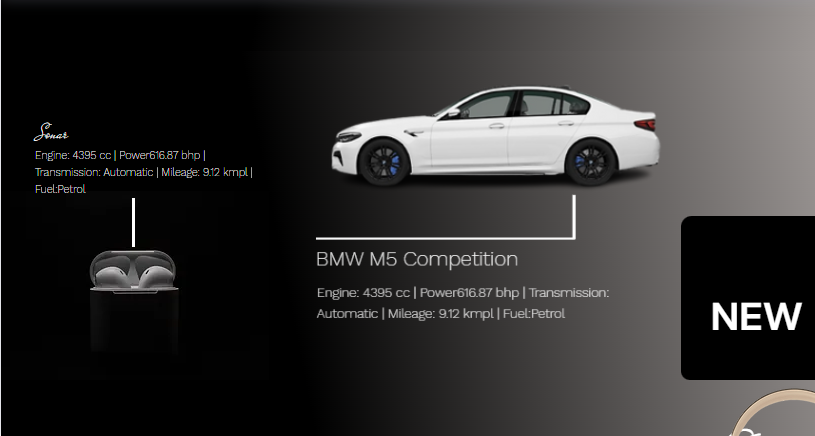 Sonar
Engine: 4395 cc | Power616.87 bhp |
Transmission: Automatic | Mileage: 9.12 kmpl |
Fuel:Petrol
BMW M5 Competition
Engine: 4395 cc | Power616.87 bhp | Transmission:
Automatic | Mileage: 9.12 kmpl | Fuel:Petrol
NEW